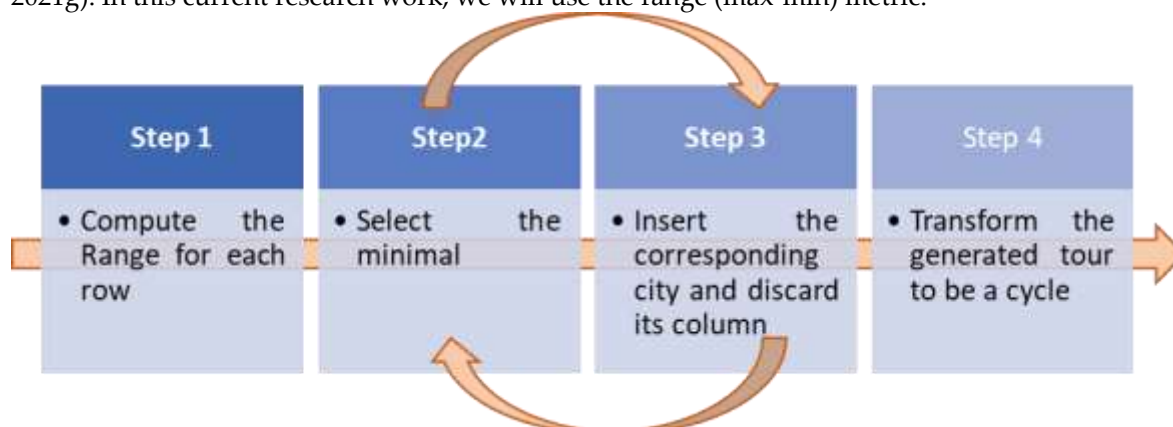 2021g). In this current research work, we will use the range (max-min) metric.
Step 1
• Compute the
Range for each
row
Step2
• Select the
minimal
Step 3
• Insert the
corresponding
city and discard
its column
Step 4
• Transform the
generated tour
to be a cycle